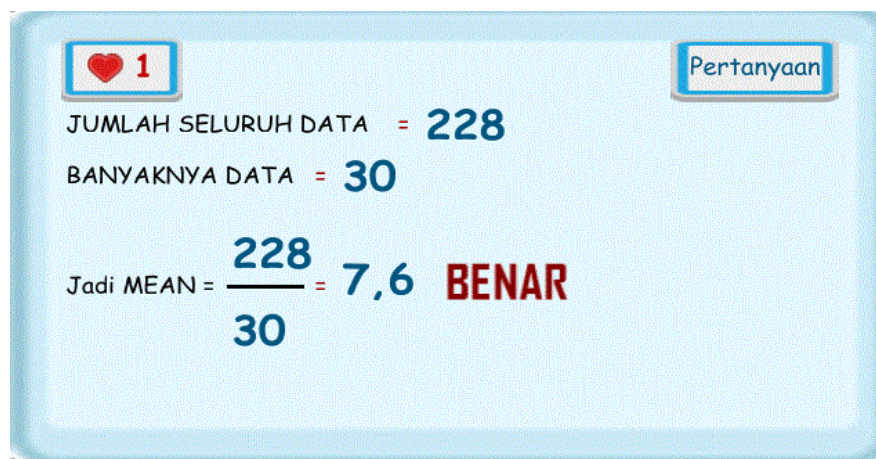 1
Pertanyaan
JUMLAH SELURUH DATA = 228
BANYAKNYA DATA = 30
228
Jadi MEAN = = 7,6 BENAR
30